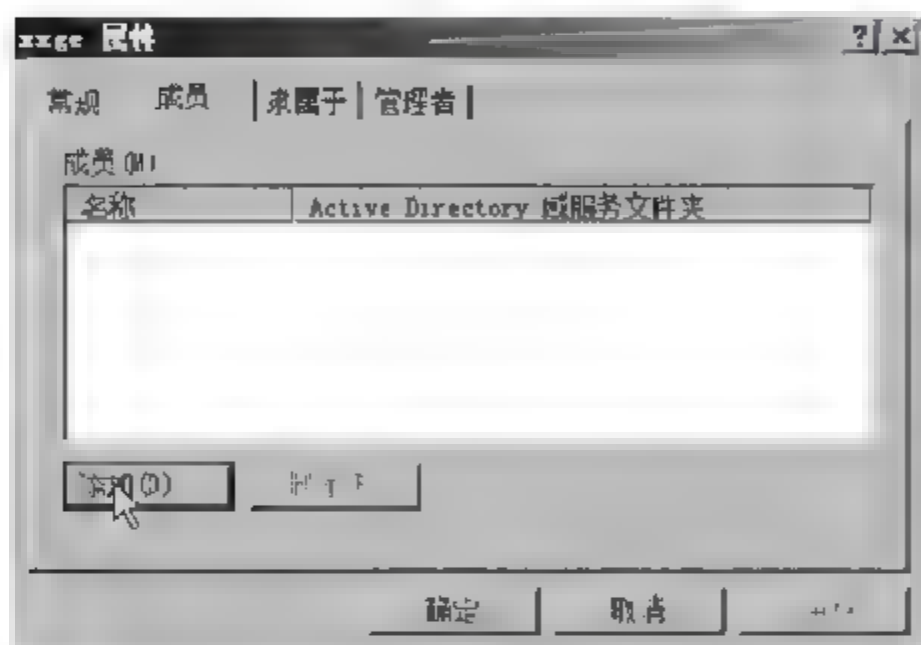 xxgc 属性
常规 成员 隶属于 管理者
成员(M)
名称 Active Directory 域服务文件夹
添加(D)
确定 取消